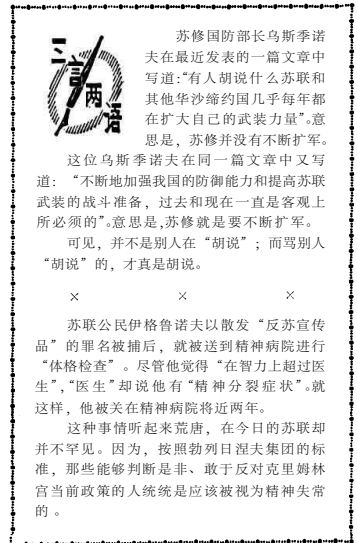 三言两语
苏修国防部长乌斯季诺
夫在最近发表的一篇文章中
写道：“有人胡说什么苏联和
其他华沙缔约国几乎每年都
在扩大自己的武装力量”。意
思是，苏修并没有不断扩军。
这位乌斯季诺夫在同一篇文章中又写
道：“不断地加强我国的防御能力和提高苏联
武装的战斗准备，过去和现在一直是客观上
所必须的”。意思是，苏修就是要不断扩军。
可见，并不是别人在“胡说”；而骂别人
“胡说”的，才真是胡说。
× × ×
苏联公民伊格鲁诺夫以散发“反苏宣传
品”的罪名被捕后，就被送到精神病院进行
“体格检查”。尽管他觉得“在智力上超过医
生”，“医生”却说他有“精神分裂症状”。就
这样，他被关在精神病院将近两年。
这种事情听起来荒唐，在今日的苏联却
并不罕见。因为，按照勃列日涅夫集团的标
准，那些能够判断是非、敢于反对克里姆林
宫当前政策的人统统是应该被视为精神失常
的。